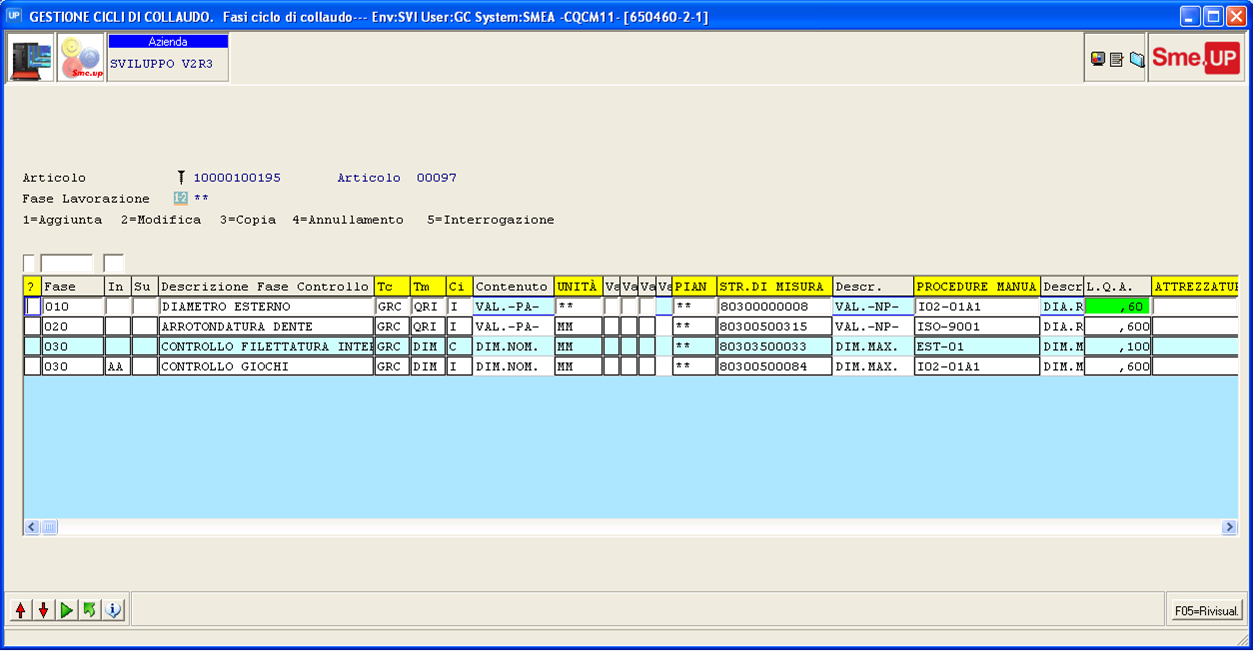 UP GESTIONE CICLI DI COLLAUDO. Fasi ciclo di collaudo--- Env:SVI User:GC System:SMEA -CQCM11- [650460-2-1]
Azienda
Sme.up SVILUPPO V2R3 Sme.UP
Articolo 10000100195 Articolo 00097
Fase Lavorazione **
1=Aggiunta 2=Modifica 3=Copia 4=Annullamento 5=Interrogazione
? Fase In Su Descrizione Fase Controllo Tc Tm Ci Contenuto UNITÀ Va Va Va Va PIAN STR.DI MISURA Descr. PROCEDURE MANUA Descr L.Q.A. ATTREZZATUR
010 DIAMETRO ESTERNO GRC QRI I VAL.-PA- ** ** 80300000008 VAL.-NP- I02-01A1 DIA.R ,60
020 ARROTONDATURA DENTE GRC QRI I VAL.-PA- MM ** 80300500315 VAL.-NP- ISO-9001 DIA.R ,600
030 CONTROLLO FILETTATURA INTE GRC DIM C DIM.NOM. MM ** 80303500033 DIM.MAX. EST-01 DIM.M ,100
030 AA CONTROLLO GIOCHI GRC DIM I DIM.NOM. MM ** 80300500084 DIM.MAX. I02-01A1 DIM.M ,600
F05=Rivisual.